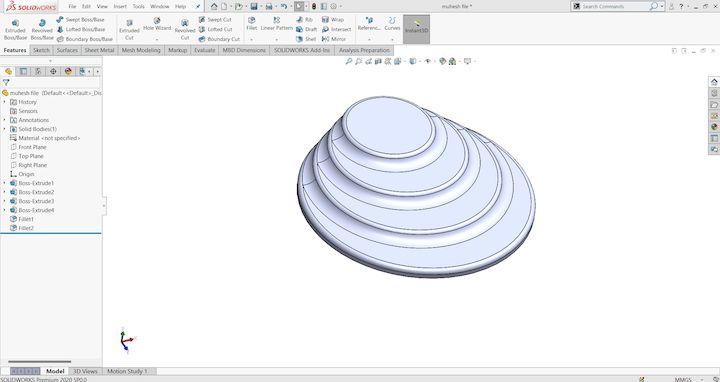 SOLIDWORKS File Edit View Insert Tools Window Help muhesh file * Search Commands
Extruded Boss/Base Revolved Boss/Base Swept Boss/Base Lofted Boss/Base Boundary Boss/Base Extruded Cut Hole Wizard Revolved Cut Swept Cut Lofted Cut Boundary Cut Fillet Linear Pattern Rib Draft Shell Wrap Intersect Mirror Referenc... Curves Instant3D
Features Sketch Surfaces Sheet Metal Mesh Modeling Markup Evaluate MBD Dimensions SOLIDWORKS Add-Ins Analysis Preparation
muhesh file (Default<<Default>_Dis
History
Sensors
Annotations
Solid Bodies(1)
Material <not specified>
Front Plane
Top Plane
Right Plane
Origin
Boss-Extrude1
Boss-Extrude2
Boss-Extrude3
Boss-Extrude4
Fillet1
Fillet2
Model 3D Views Motion Study 1
SOLIDWORKS Premium 2020 SP0.0 MMGS